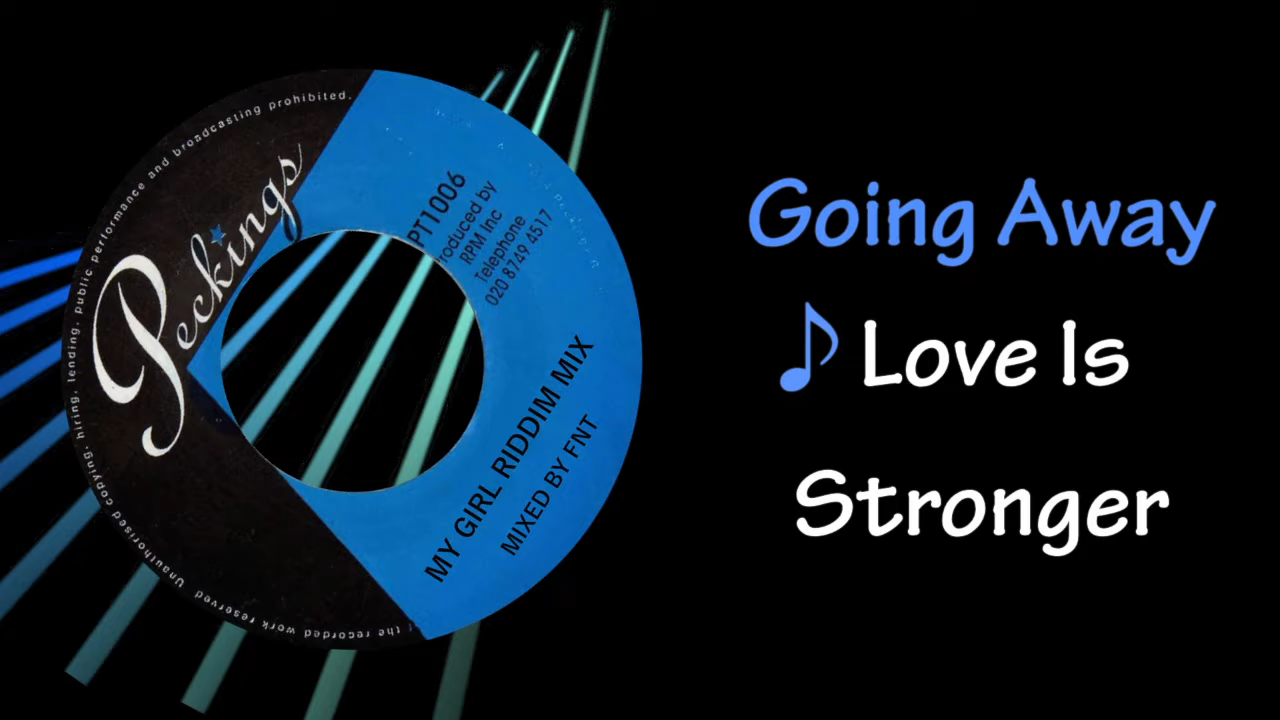 Unauthorised copying, hiring, lending, public performance and broadcasting prohibited.
Peckings
PT1006
roduced by
RPM Inc
Telephone
020 8749 4517
MY GIRL RIDDIM MIX
MIXED BY FNT
f the recorded work reserved
Going Away
Love Is
Stronger